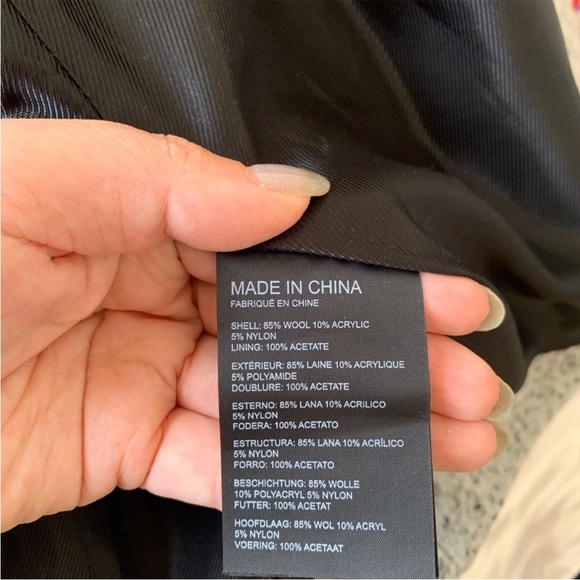 MADE IN CHINA
FABRIQUÉ EN CHINE
SHELL: 85% WOOL 10% ACRYLIC
5% NYLON
LINING: 100% ACETATE
EXTÉRIEUR: 85% LAINE 10% ACRYLIQUE
5% POLYAMIDE
DOUBLURE: 100% ACETATE
ESTERNO: 85% LANA 10% ACRILICO
5% NYLON
FODERA: 100% ACETATO
ESTRUCTURA: 85% LANA 10% ACRÍLICO
5% NYLON
FORRO: 100% ACETATO
BESCHICHTUNG: 85% WOLLE
10% POLYACRYL 5% NYLON
FUTTER: 100% ACETAT
HOOFDLAAG: 85% WOL 10% ACRYL
5% NYLON
VOERING: 100% ACETAAT